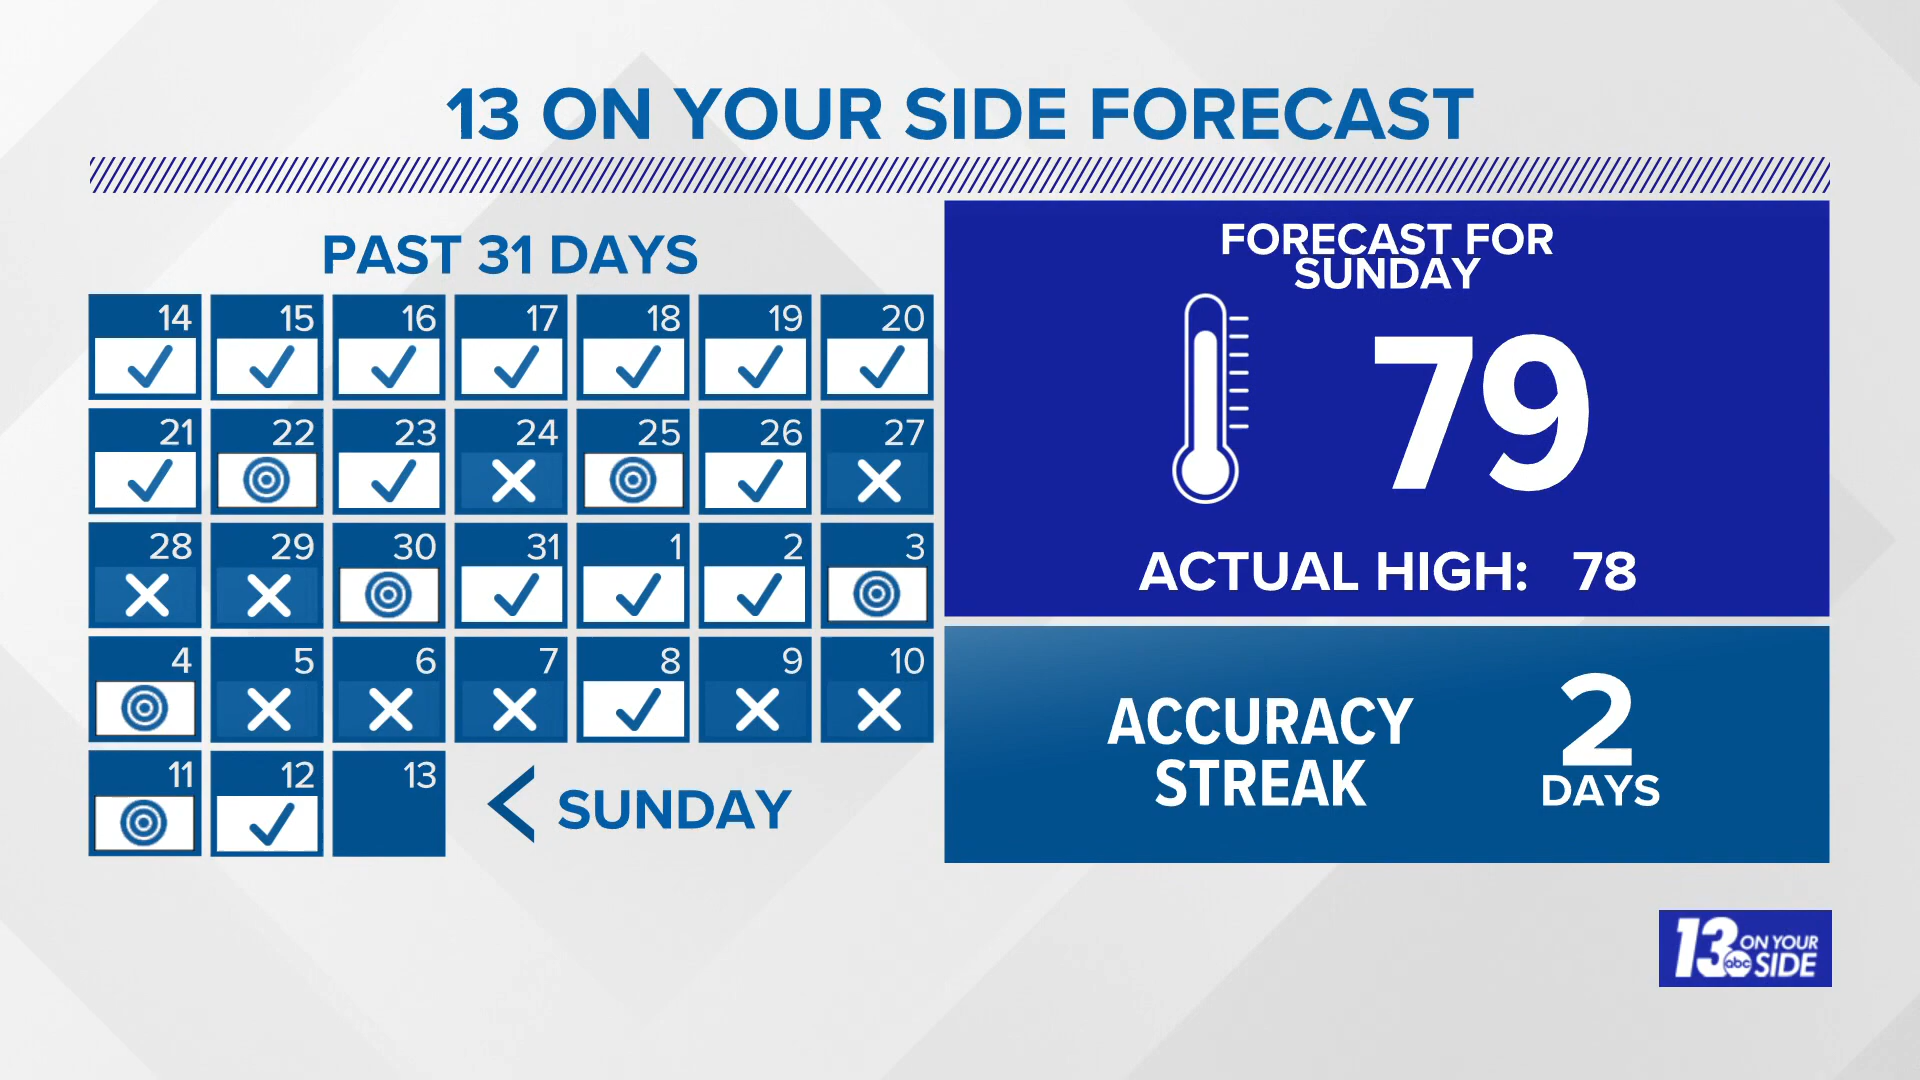 13 ON YOUR SIDE FORECAST
PAST 31 DAYS
14 15 16 17 18 19 20
21 22 23 24 25 26 27
28 29 30 31 1 2 3
4 5 6 7 8 9 10
11 12 13
SUNDAY
FORECAST FOR
SUNDAY
79
ACTUAL HIGH: 78
ACCURACY
STREAK
2
DAYS
13 ON YOUR
abc SIDE